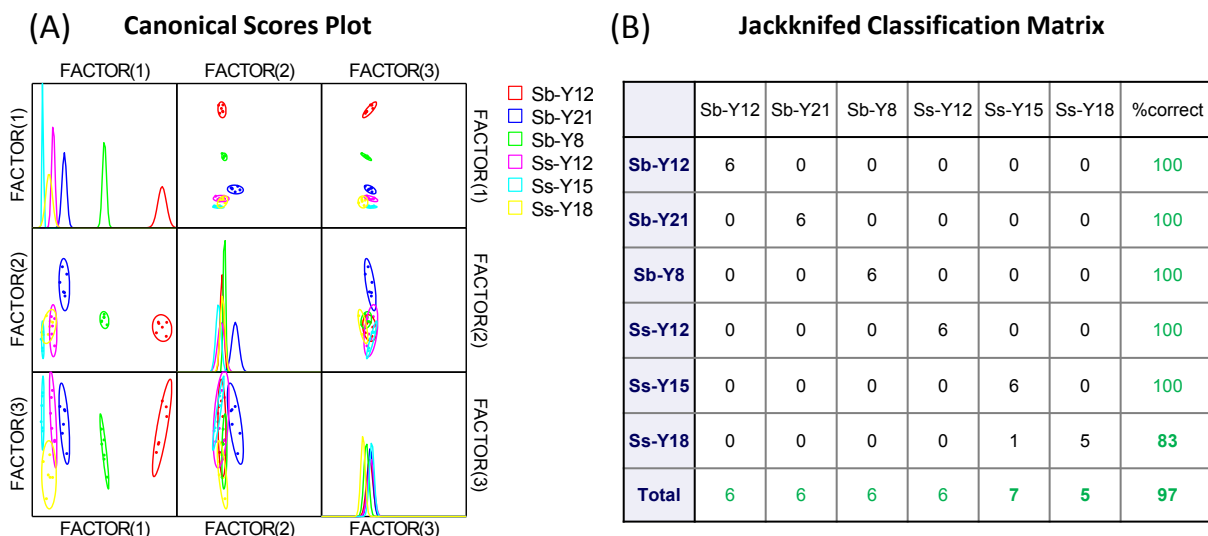 (A) Canonical Scores Plot
FACTOR(1) FACTOR(2) FACTOR(3)
FACTOR(1)
FACTOR(2)
FACTOR(3)
FACTOR(1)
FACTOR(2)
FACTOR(3)
FACTOR(1) FACTOR(2) FACTOR(3)
Sb-Y12
Sb-Y21
Sb-Y8
Ss-Y12
Ss-Y15
Ss-Y18
(B) Jackknifed Classification Matrix
Sb-Y12 Sb-Y21 Sb-Y8 Ss-Y12 Ss-Y15 Ss-Y18 %correct
Sb-Y12 6 0 0 0 0 0 100
Sb-Y21 0 6 0 0 0 0 100
Sb-Y8 0 0 6 0 0 0 100
Ss-Y12 0 0 0 6 0 0 100
Ss-Y15 0 0 0 0 6 0 100
Ss-Y18 0 0 0 0 1 5 83
Total 6 6 6 6 7 5 97